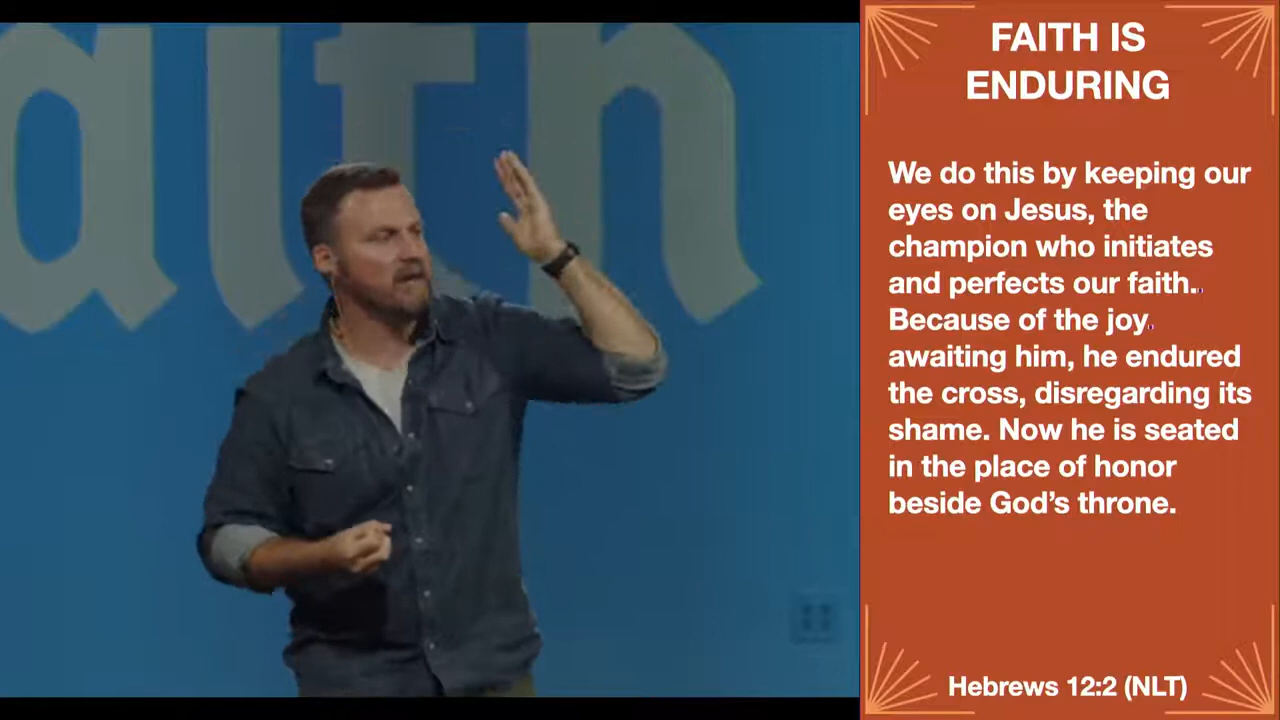 aith
FAITH IS
ENDURING
We do this by keeping our
eyes on Jesus, the
champion who initiates
and perfects our faith.
Because of the joy
awaiting him, he endured
the cross, disregarding its
shame. Now he is seated
in the place of honor
beside God’s throne.
Hebrews 12:2 (NLT)